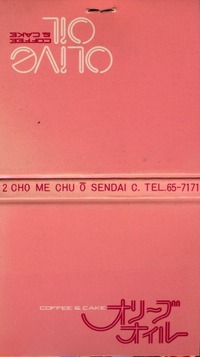 OLIVE
OIL
COFFEE
& CAKE
2 CHO ME CHU Ō SENDAI C. TEL.65-7171
COFFEE & CAKE
オリーブ
オイル